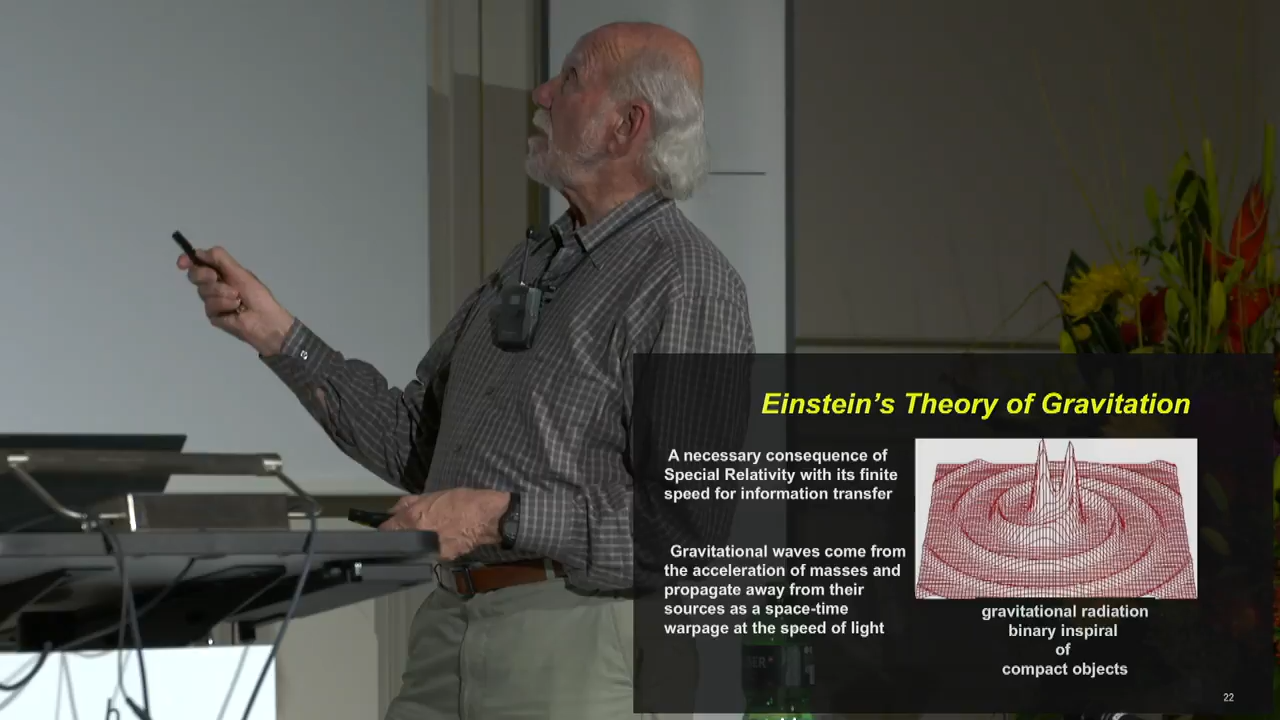 Einstein's Theory of Gravitation
A necessary consequence of
Special Relativity with its finite
speed for information transfer
Gravitational waves come from
the acceleration of masses and
propagate away from their
sources as a space-time
warpage at the speed of light
gravitational radiation
binary inspiral
of
compact objects
22